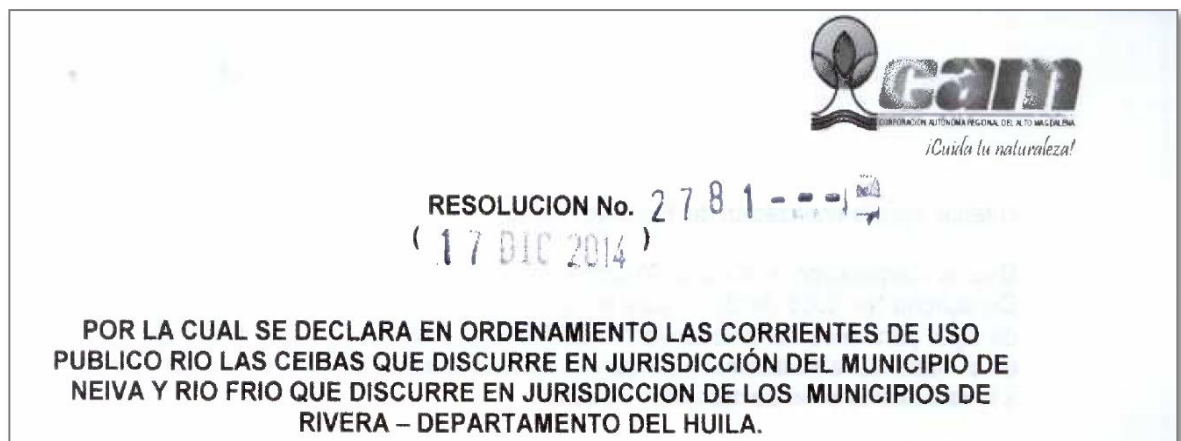 cam
CORPORACIÓN AUTÓNOMA REGIONAL DEL ALTO MAGDALENA
¡Cuida tu naturaleza!
RESOLUCION No. 2781 ---
( 17 DIC 2014 )
POR LA CUAL SE DECLARA EN ORDENAMIENTO LAS CORRIENTES DE USO
PUBLICO RIO LAS CEIBAS QUE DISCURRE EN JURISDICCIÓN DEL MUNICIPIO DE
NEIVA Y RIO FRIO QUE DISCURRE EN JURISDICCION DE LOS MUNICIPIOS DE
RIVERA – DEPARTAMENTO DEL HUILA.